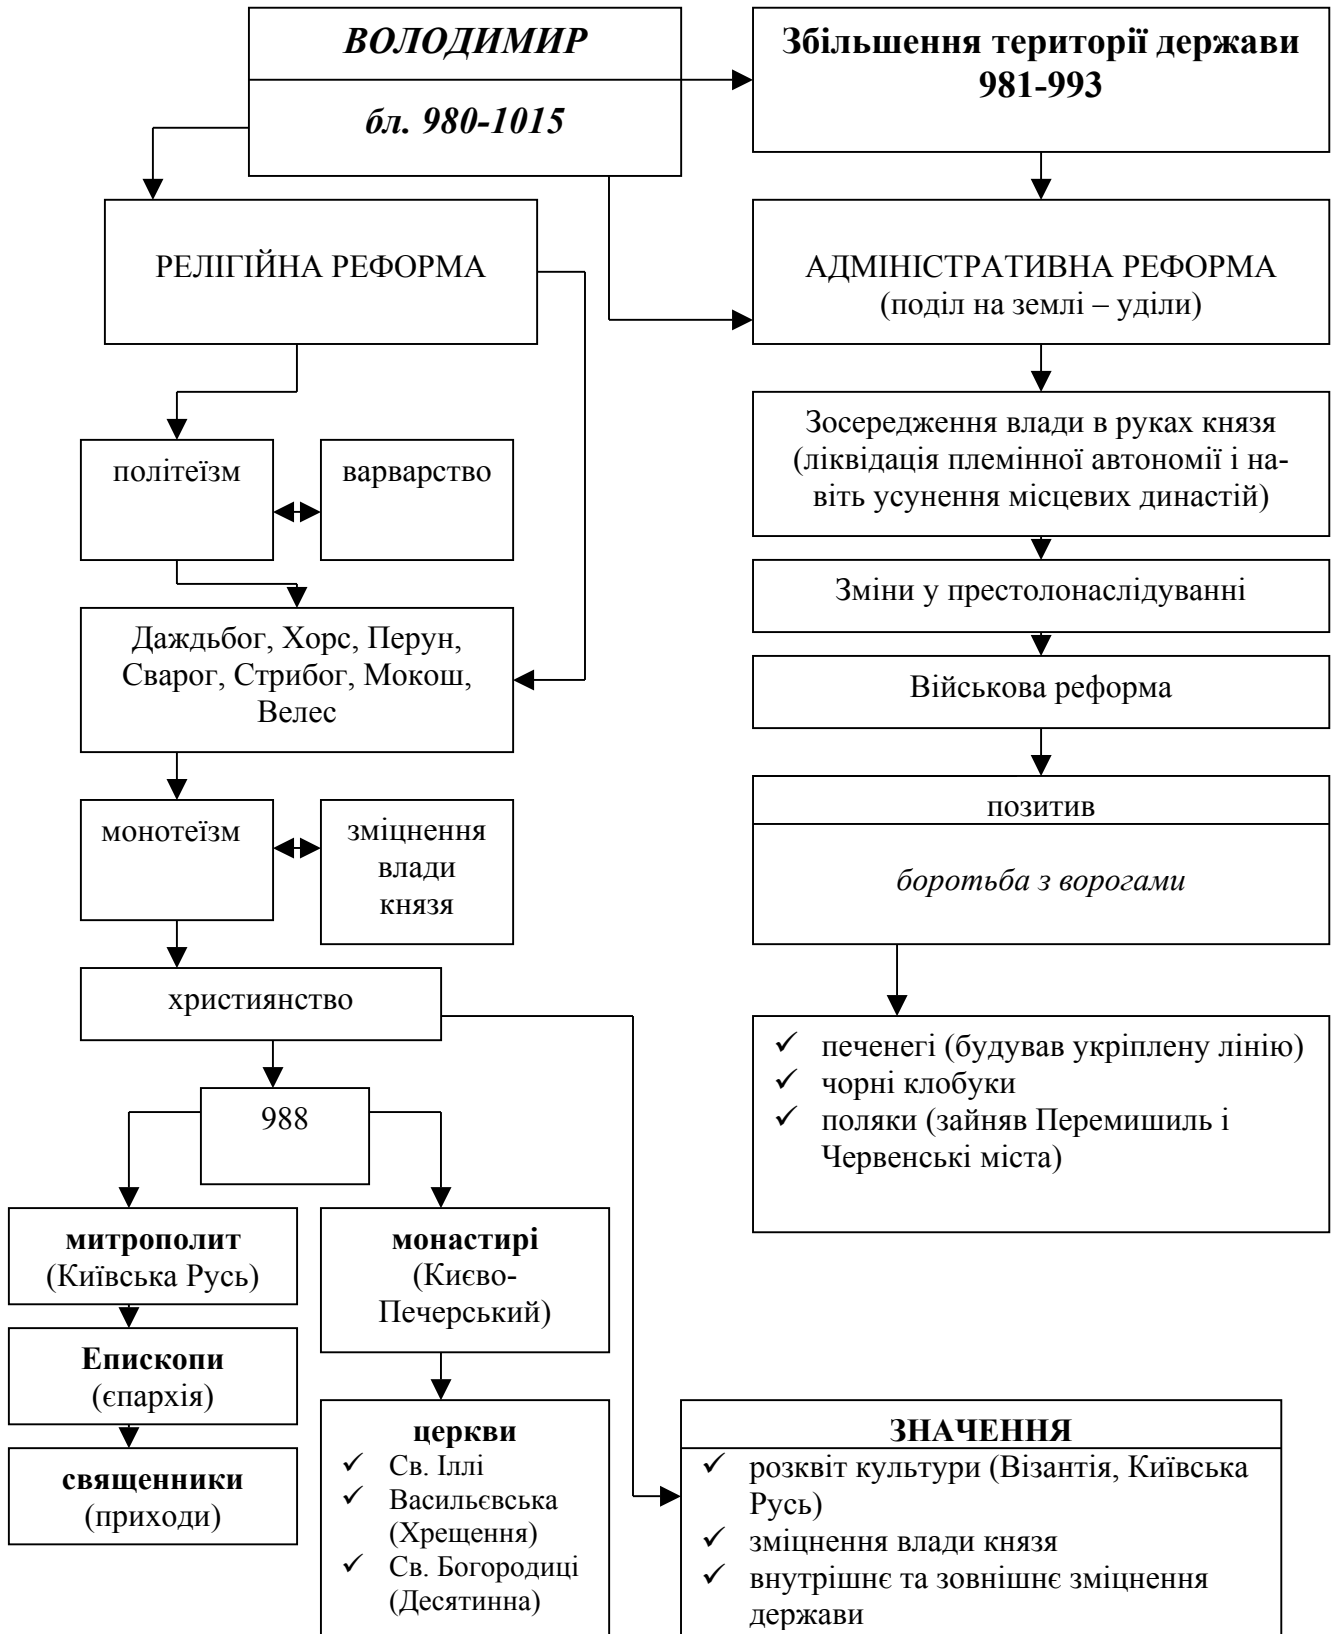 ВОЛОДИМИР
бл. 980-1015
Збільшення території держави
981-993
РЕЛІГІЙНА РЕФОРМА
АДМІНІСТРАТИВНА РЕФОРМА
(поділ на землі – уділи)
Зосередження влади в руках князя
(ліквідація племінної автономії і на-
віть усунення місцевих династій)
політеїзм
варварство
Зміни у престолонаслідуванні
Даждьбог, Хорс, Перун,
Сварог, Стрибог, Мокош,
Велес
Військова реформа
монотеїзм
зміцнення
влади
князя
позитив
боротьба з ворогами
християнство
988
✓ печенегі (будував укріплену лінію)
✓ чорні клобуки
✓ поляки (зайняв Перемишиль і
Червенські міста)
митрополит
(Київська Русь)
монастирі
(Києво-
Печерський)
Епископи
(єпархія)
священники
(приходи)
церкви
✓ Св. Іллі
✓ Васильєвська
(Хрещення)
✓ Св. Богородиці
(Десятинна)
ЗНАЧЕННЯ
✓ розквіт культури (Візантія, Київська
Русь)
✓ зміцнення влади князя
✓ внутрішнє та зовнішнє зміцнення
держави